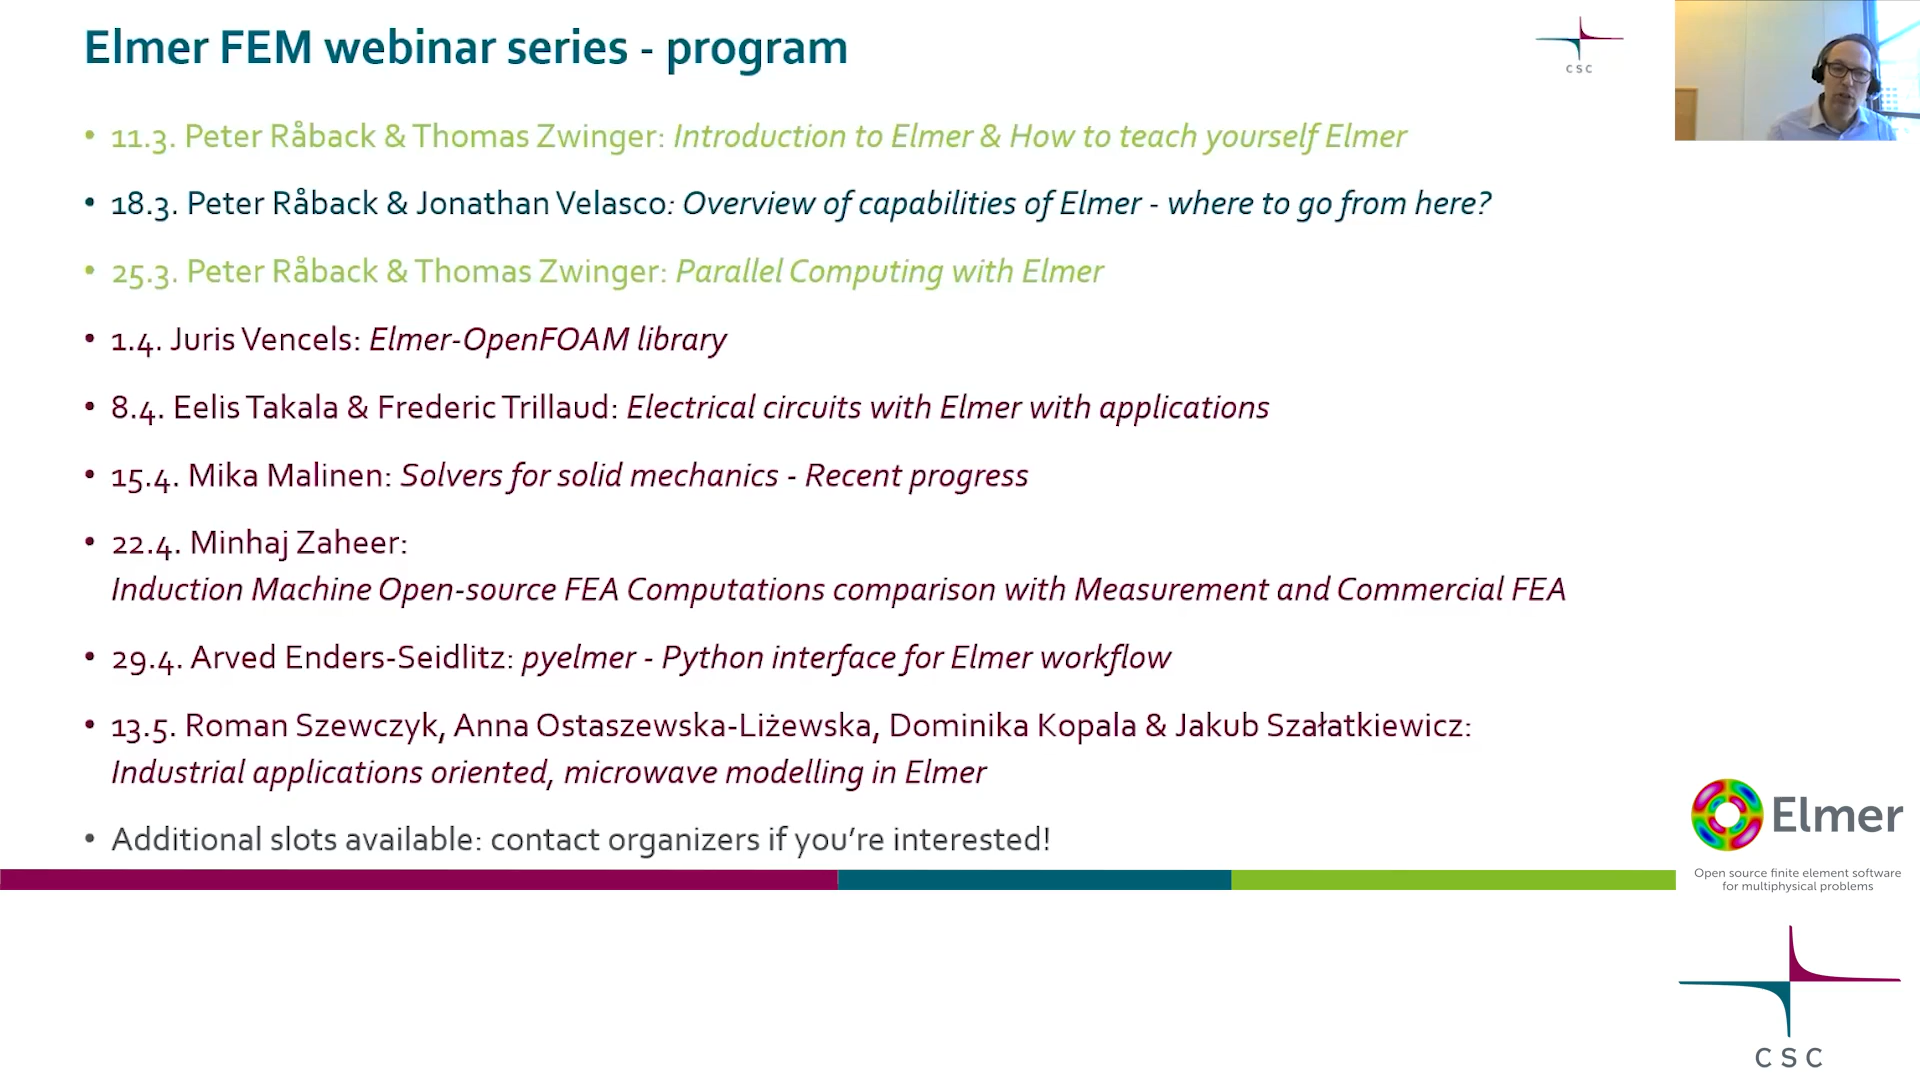 Elmer FEM webinar series - program
CSC
• 11.3. Peter Råback & Thomas Zwinger: Introduction to Elmer & How to teach yourself Elmer
• 18.3. Peter Råback & Jonathan Velasco: Overview of capabilities of Elmer - where to go from here?
• 25.3. Peter Råback & Thomas Zwinger: Parallel Computing with Elmer
• 1.4. Juris Vencels: Elmer-OpenFOAM library
• 8.4. Eelis Takala & Frederic Trillaud: Electrical circuits with Elmer with applications
• 15.4. Mika Malinen: Solvers for solid mechanics - Recent progress
• 22.4. Minhaj Zaheer:
Induction Machine Open-source FEA Computations comparison with Measurement and Commercial FEA
• 29.4. Arved Enders-Seidlitz: pyelmer - Python interface for Elmer workflow
• 13.5. Roman Szewczyk, Anna Ostaszewska-Liżewska, Dominika Kopala & Jakub Szałatkiewicz:
Industrial applications oriented, microwave modelling in Elmer
• Additional slots available: contact organizers if you’re interested!
Elmer
Open source finite element software
for multiphysical problems
CSC